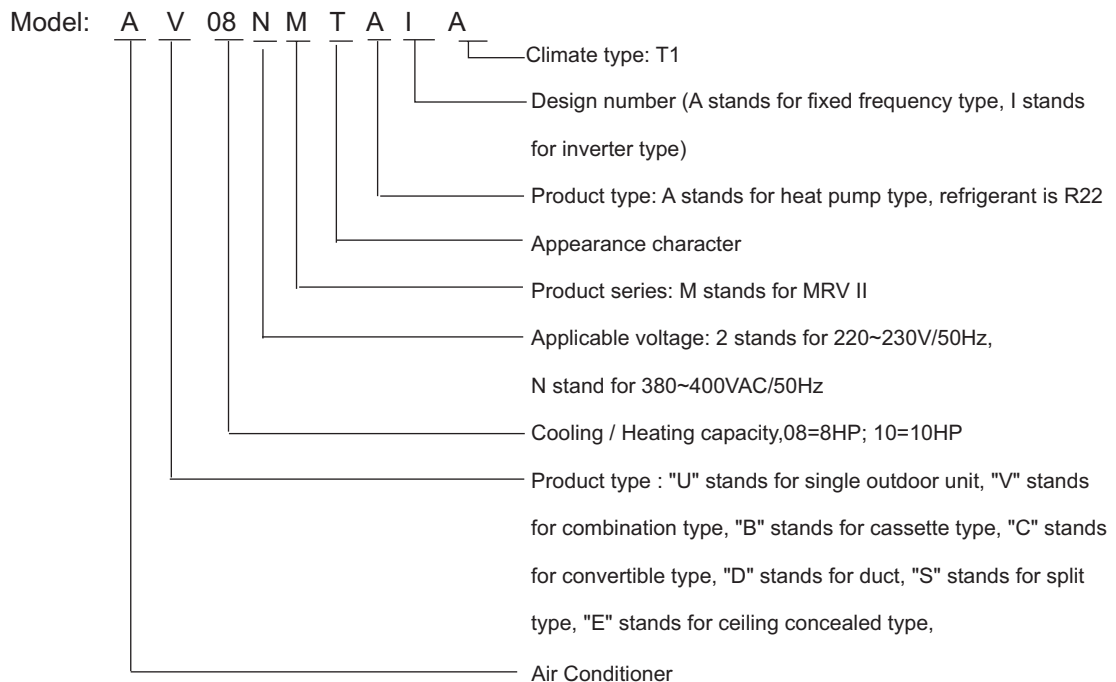 Model: A V 08 N M T A I A
Climate type: T1
Design number (A stands for fixed frequency type, I stands
for inverter type)
Product type: A stands for heat pump type, refrigerant is R22
Appearance character
Product series: M stands for MRV II
Applicable voltage: 2 stands for 220~230V/50Hz,
N stand for 380~400VAC/50Hz
Cooling / Heating capacity,08=8HP; 10=10HP
Product type : "U" stands for single outdoor unit, "V" stands
for combination type, "B" stands for cassette type, "C" stands
for convertible type, "D" stands for duct, "S" stands for split
type, "E" stands for ceiling concealed type,
Air Conditioner